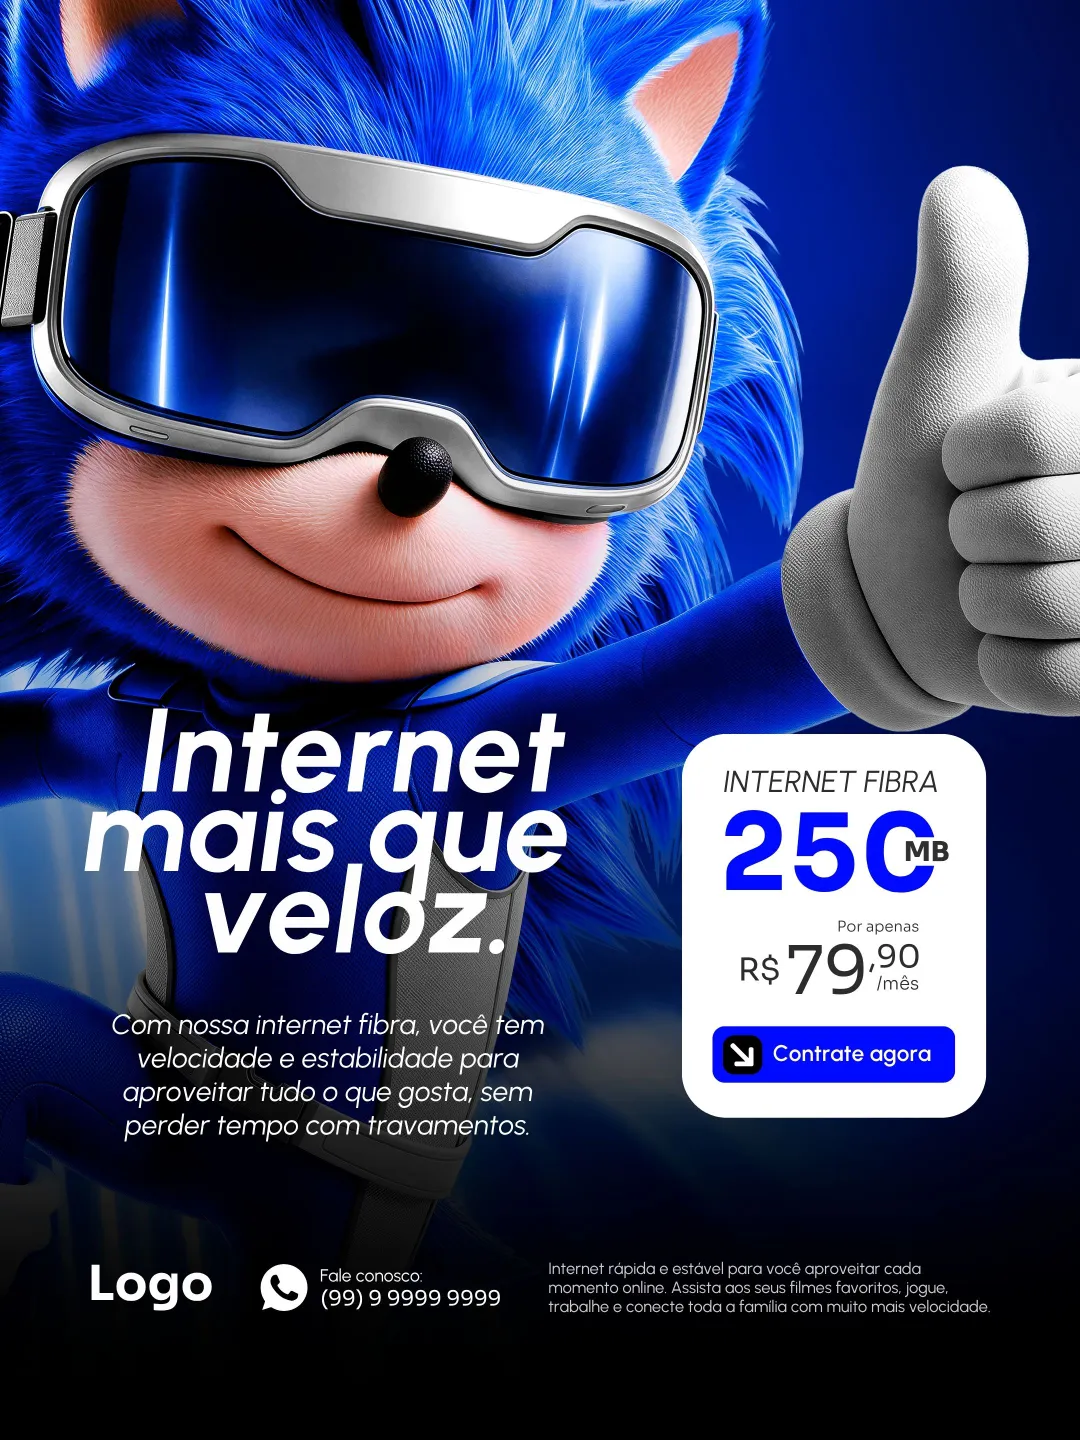 Internet
mais que
veloz.
Com nossa internet fibra, você tem
velocidade e estabilidade para
aproveitar tudo o que gosta, sem
perder tempo com travamentos.
INTERNET FIBRA
250 MB
Por apenas
R$ 79,90
/mês
Contrate agora
Logo
Fale conosco:
(99) 9 9999 9999
Internet rápida e estável para você aproveitar cada
momento online. Assista aos seus filmes favoritos, jogue,
trabalhe e conecte toda a família com muito mais velocidade.